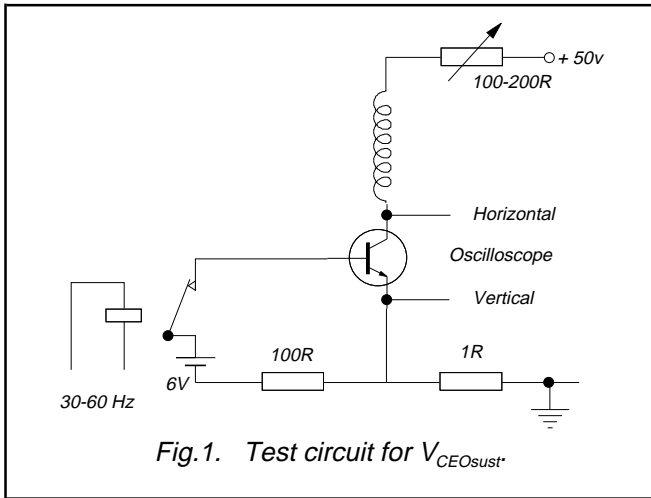 + 50v
100-200R
Horizontal
Oscilloscope
Vertical
100R
1R
6V
30-60 Hz
Fig.1. Test circuit for VCEOsust.